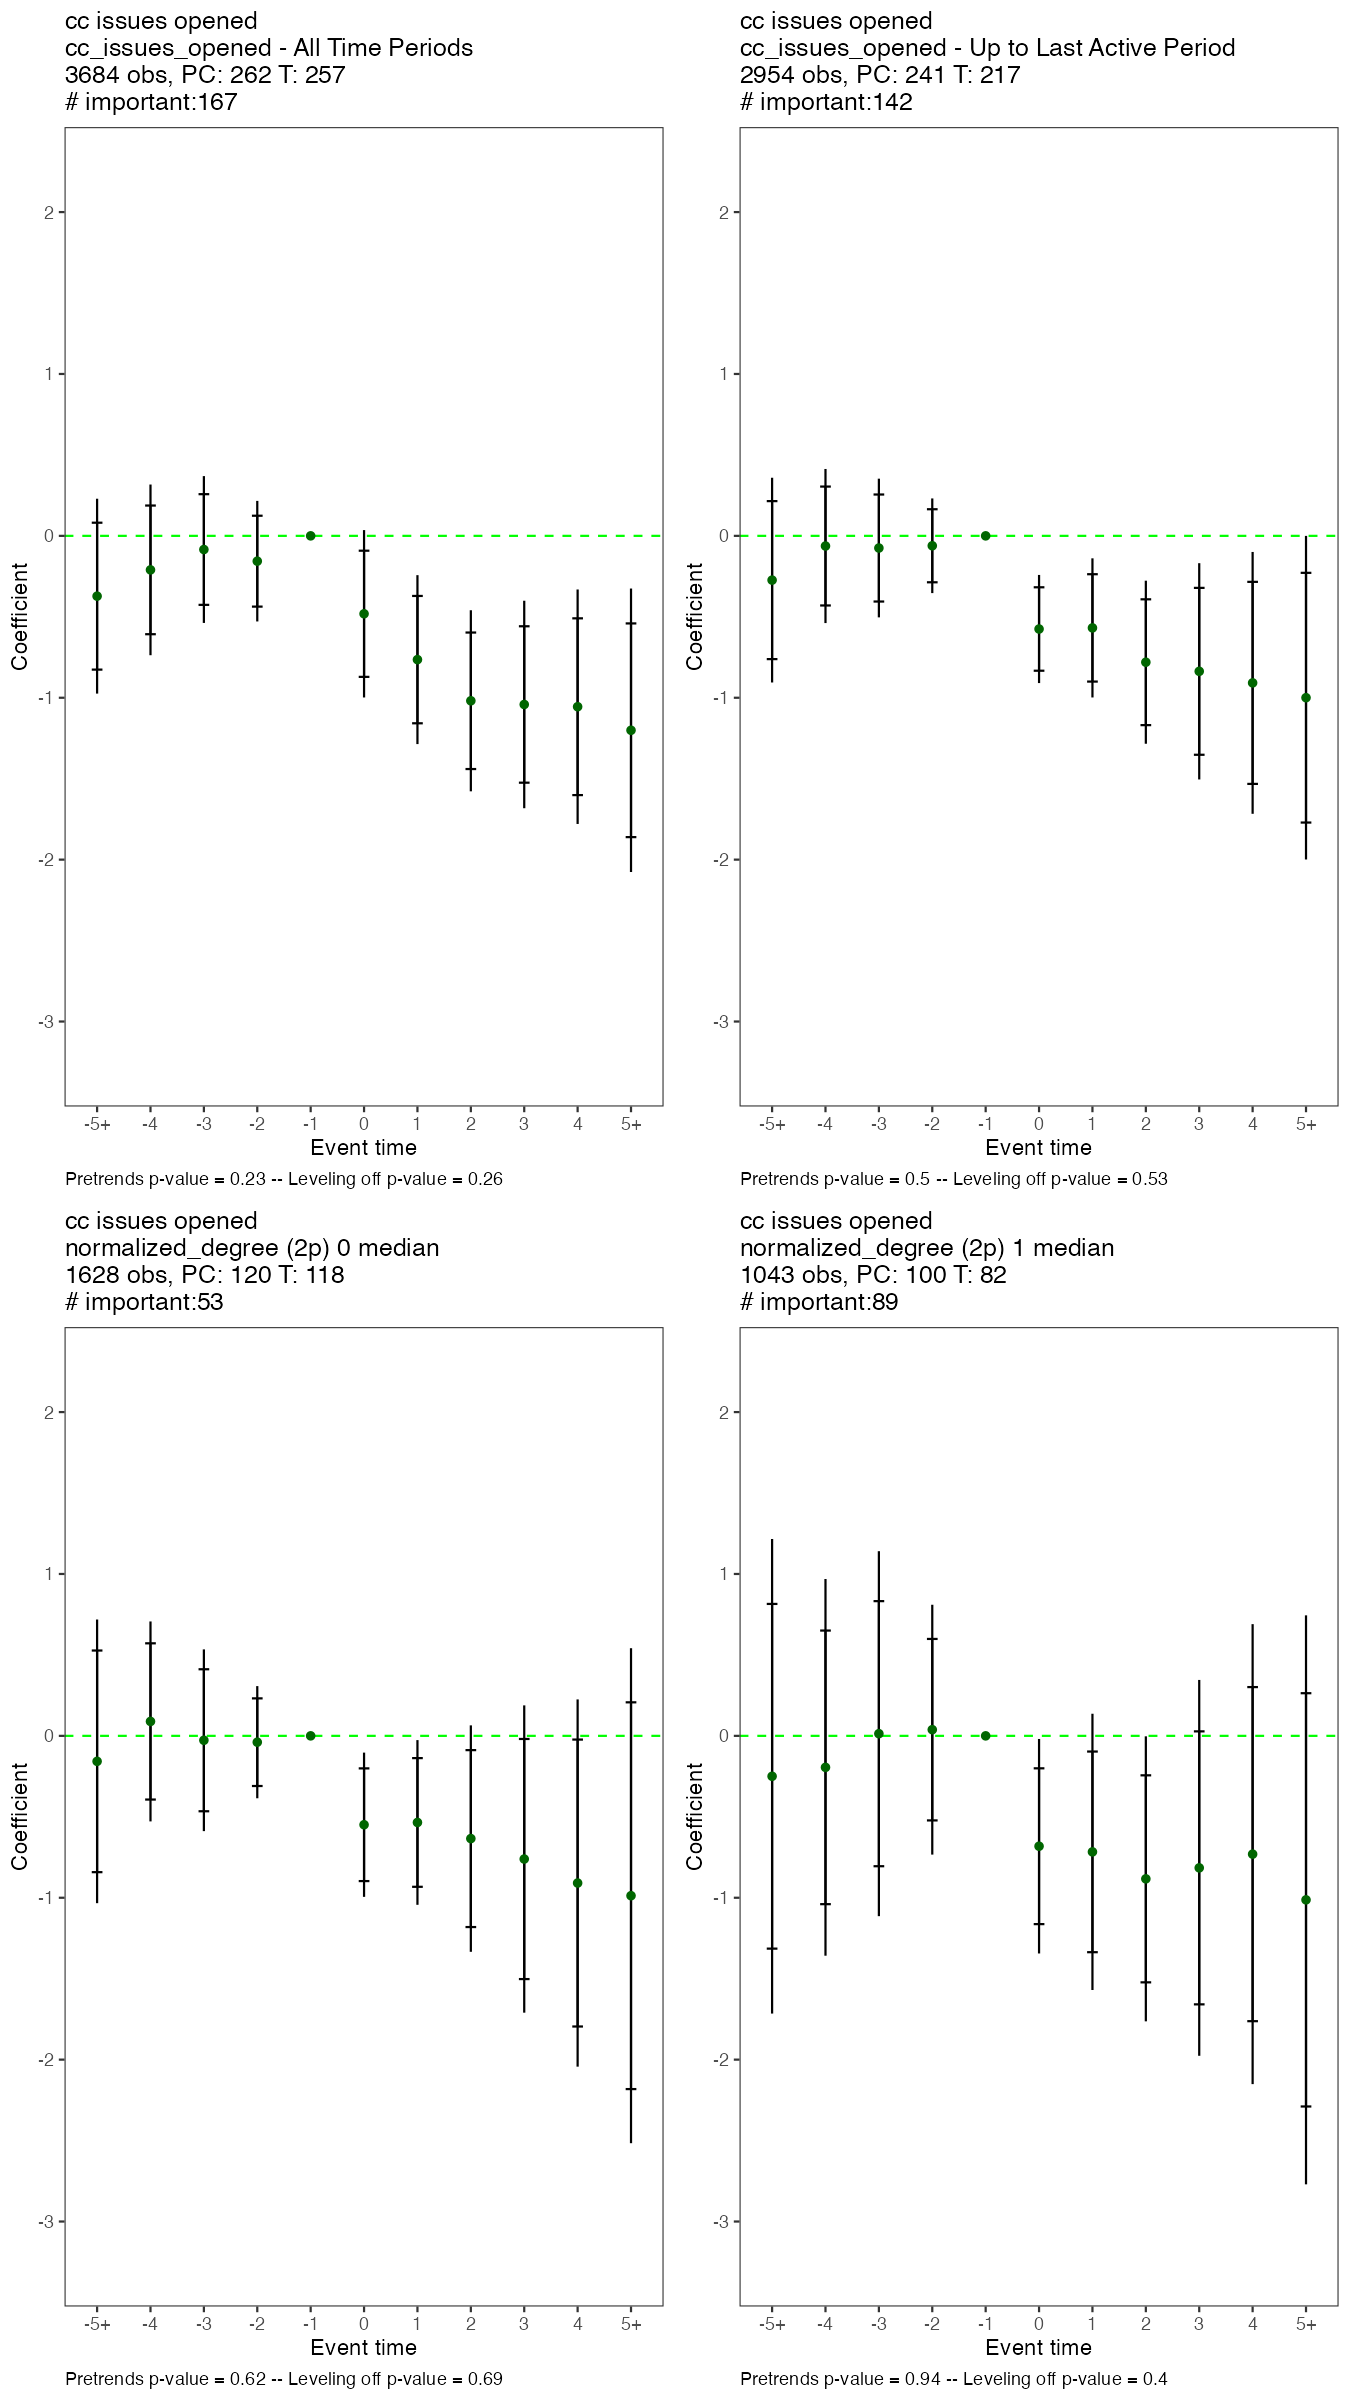 cc issues opened
cc_issues_opened - All Time Periods
3684 obs, PC: 262 T: 257
# important:167
2
1
0
-1
-2
-3
Coefficient
-5+ -4 -3 -2 -1 0 1 2 3 4 5+
Event time
Pretrends p-value = 0.23 -- Leveling off p-value = 0.26
cc issues opened
cc_issues_opened - Up to Last Active Period
2954 obs, PC: 241 T: 217
# important:142
2
1
0
-1
-2
-3
Coefficient
-5+ -4 -3 -2 -1 0 1 2 3 4 5+
Event time
Pretrends p-value = 0.5 -- Leveling off p-value = 0.53
cc issues opened
normalized_degree (2p) 0 median
1628 obs, PC: 120 T: 118
# important:53
2
1
0
-1
-2
-3
Coefficient
-5+ -4 -3 -2 -1 0 1 2 3 4 5+
Event time
Pretrends p-value = 0.62 -- Leveling off p-value = 0.69
cc issues opened
normalized_degree (2p) 1 median
1043 obs, PC: 100 T: 82
# important:89
2
1
0
-1
-2
-3
Coefficient
-5+ -4 -3 -2 -1 0 1 2 3 4 5+
Event time
Pretrends p-value = 0.94 -- Leveling off p-value = 0.4